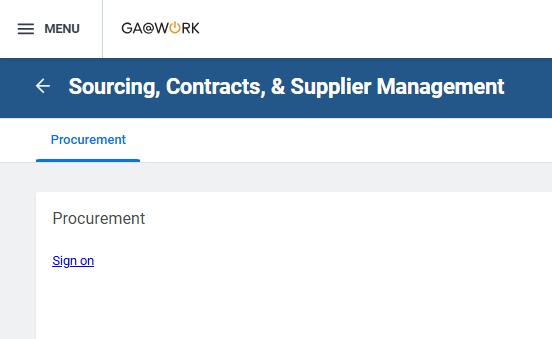 MENU
GA@WORK
Sourcing, Contracts, & Supplier Management
Procurement
Procurement
Sign on